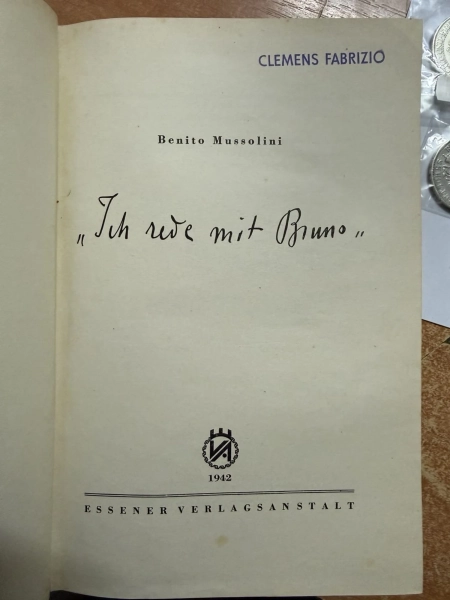 CLEMENS FABRIZIO
Benito Mussolini
„Ich rede mit Bruno„
1942
ESSENER VERLAGSANSTALT